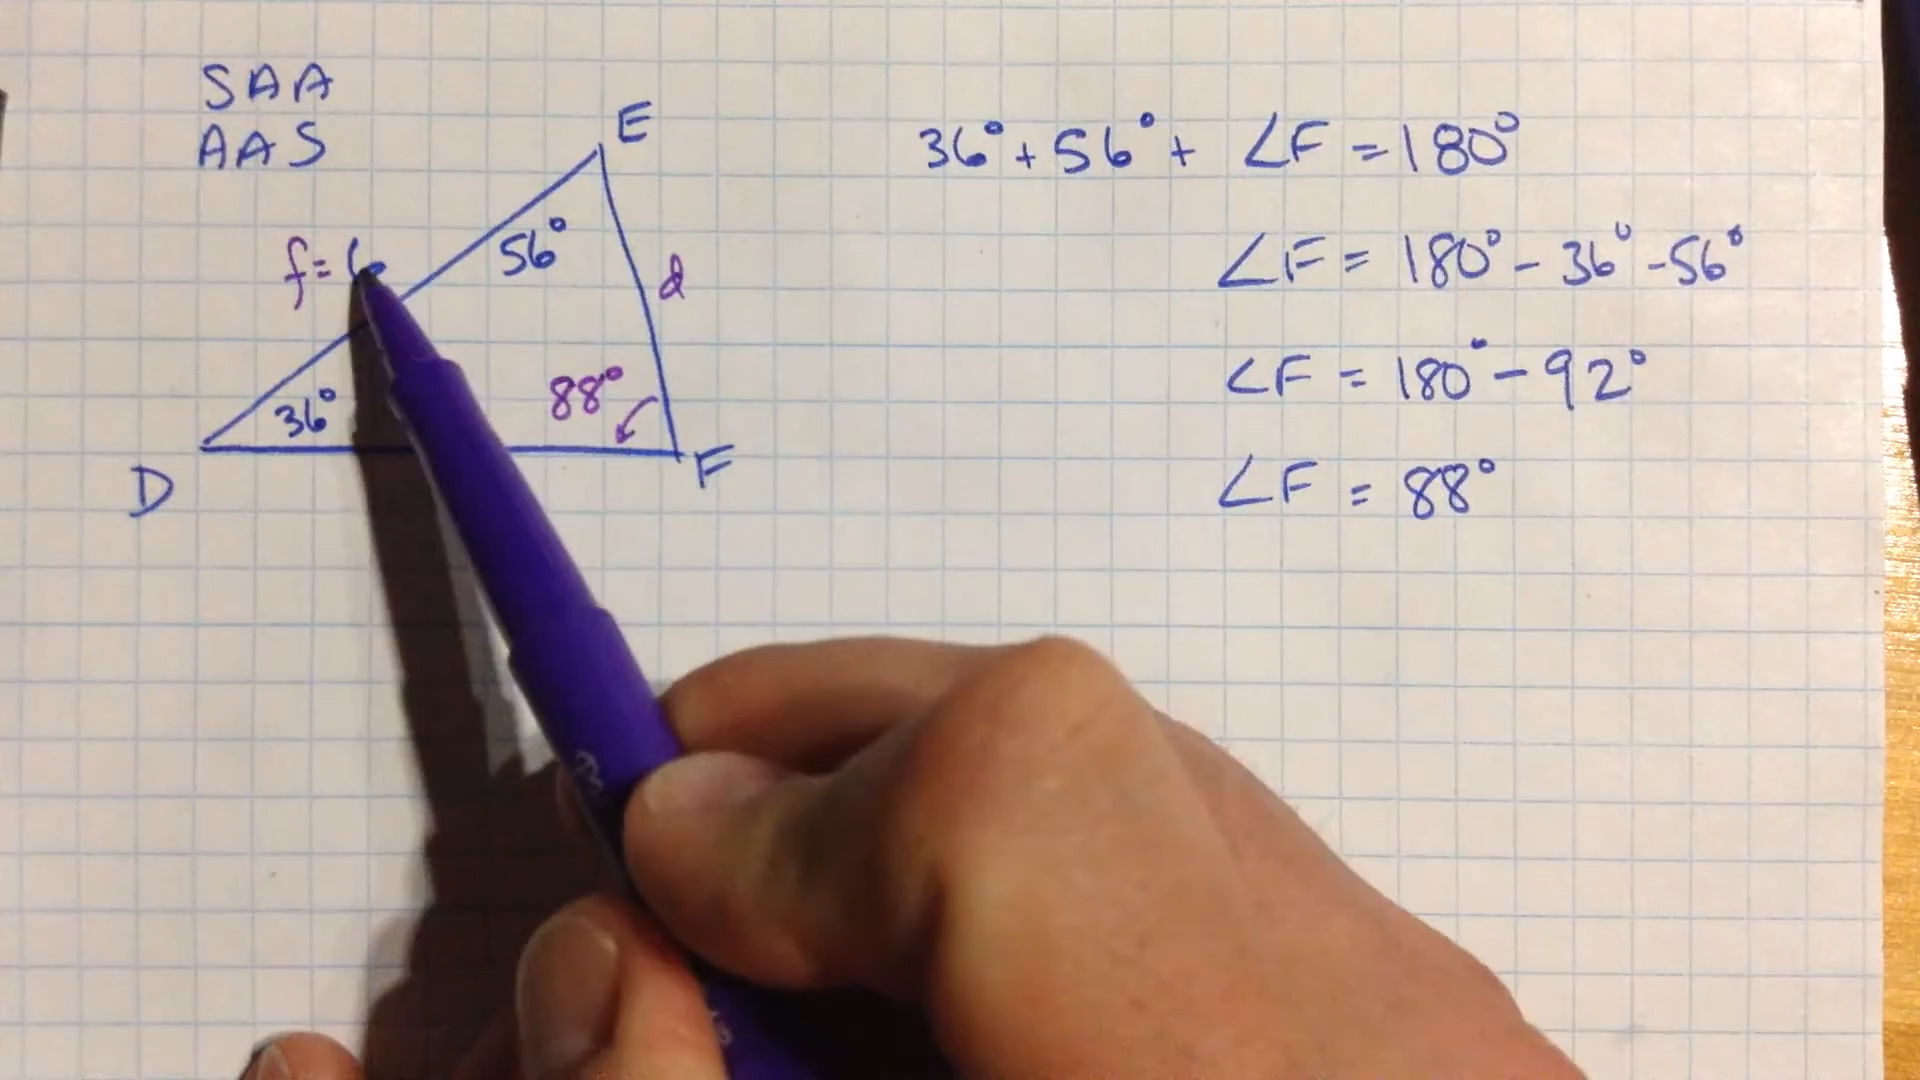 SAA
AAS
E
f = 6
56°
d
36°
88°
D
F
36° + 56° + ∠F = 180°
∠F = 180° - 36° - 56°
∠F = 180° - 92°
∠F = 88°